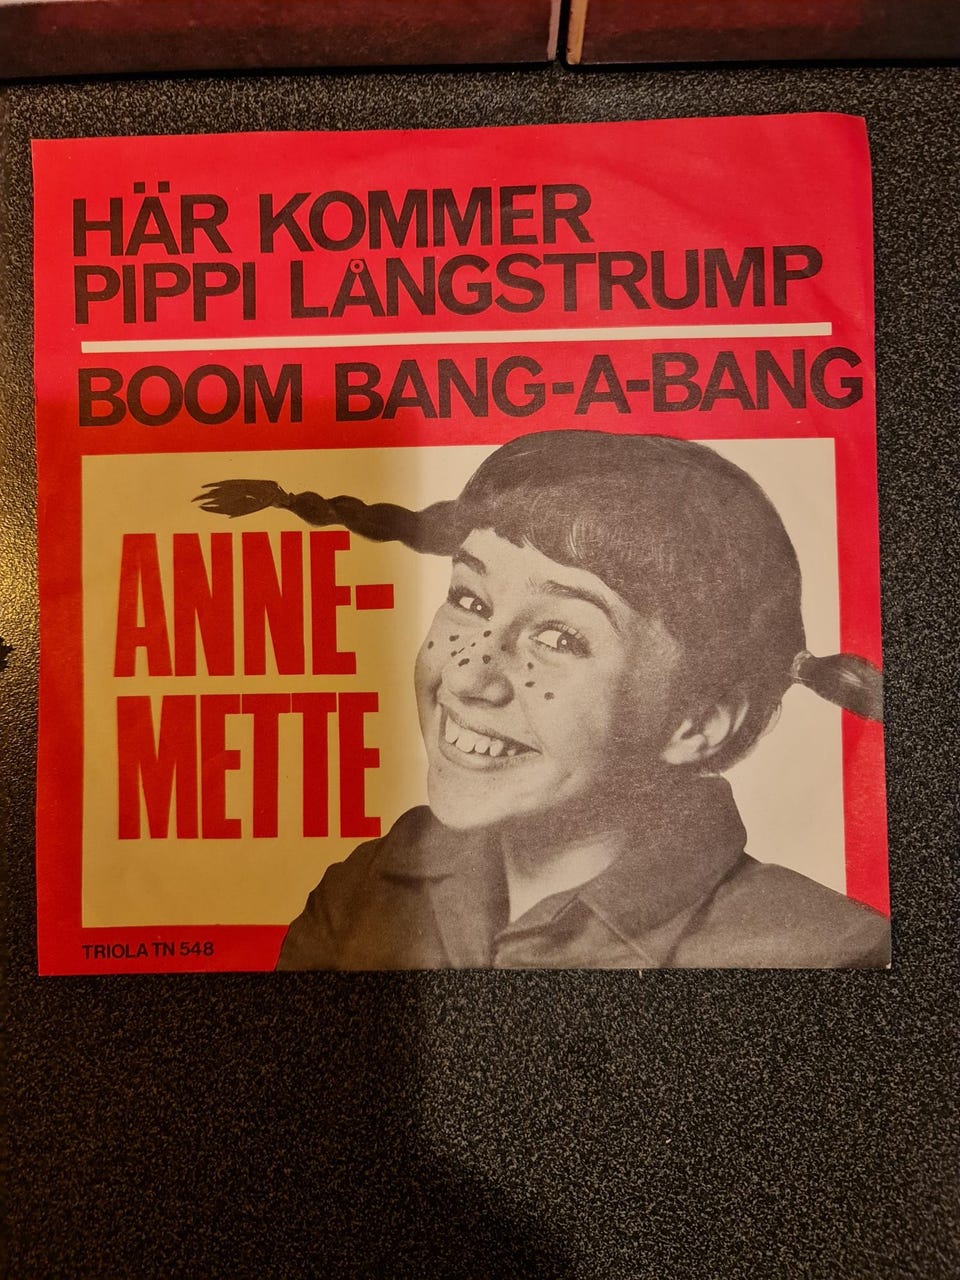 HÄR KOMMER
PIPPI LÅNGSTRUMP
BOOM BANG-A-BANG
ANNE-
METTE
TRIOLA TN 548